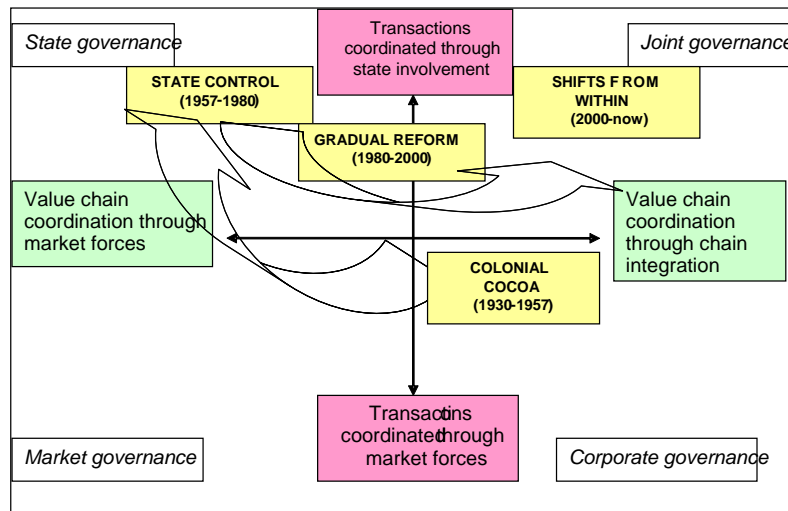 State governance
Transactions
coordinated through
state involvement
Joint governance
STATE CONTROL
(1957-1980)
SHIFTS F ROM
WITHIN
(2000-now)
GRADUAL REFORM
(1980-2000)
Value chain
coordination through
market forces
Value chain
coordination
through chain
integration
COLONIAL
COCOA
(1930-1957)
Transactions
coordinated through
market forces
Market governance
Corporate governance